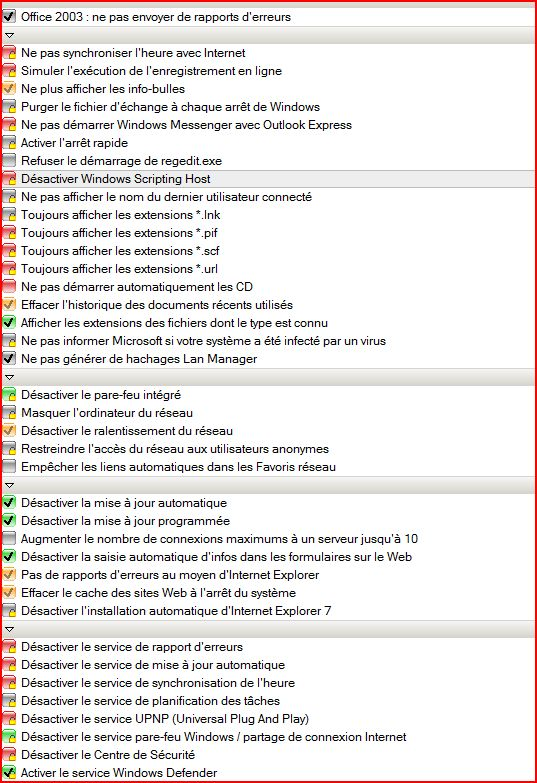 Office 2003 : ne pas envoyer de rapports d'erreurs
Ne pas synchroniser l'heure avec Internet
Simuler l'exécution de l'enregistrement en ligne
Ne plus afficher les info-bulles
Purger le fichier d'échange à chaque arrêt de Windows
Ne pas démarrer Windows Messenger avec Outlook Express
Activer l'arrêt rapide
Refuser le démarrage de regedit.exe
Désactiver Windows Scripting Host
Ne pas afficher le nom du dernier utilisateur connecté
Toujours afficher les extensions *.lnk
Toujours afficher les extensions *.pif
Toujours afficher les extensions *.scf
Toujours afficher les extensions *.url
Ne pas démarrer automatiquement les CD
Effacer l'historique des documents récents utilisés
Afficher les extensions des fichiers dont le type est connu
Ne pas informer Microsoft si votre système a été infecté par un virus
Ne pas générer de hachages Lan Manager
Désactiver le pare-feu intégré
Masquer l'ordinateur du réseau
Désactiver le ralentissement du réseau
Restreindre l'accès du réseau aux utilisateurs anonymes
Empêcher les liens automatiques dans les Favoris réseau
Désactiver la mise à jour automatique
Désactiver la mise à jour programmée
Augmenter le nombre de connexions maximums à un serveur jusqu'à 10
Désactiver la saisie automatique d'infos dans les formulaires sur le Web
Pas de rapports d'erreurs au moyen d'Internet Explorer
Effacer le cache des sites Web à l'arrêt du système
Désactiver l'installation automatique d'Internet Explorer 7
Désactiver le service de rapport d'erreurs
Désactiver le service de mise à jour automatique
Désactiver le service de synchronisation de l'heure
Désactiver le service de planification des tâches
Désactiver le service UPNP (Universal Plug And Play)
Désactiver le service pare-feu Windows / partage de connexion Internet
Désactiver le Centre de Sécurité
Activer le service Windows Defender